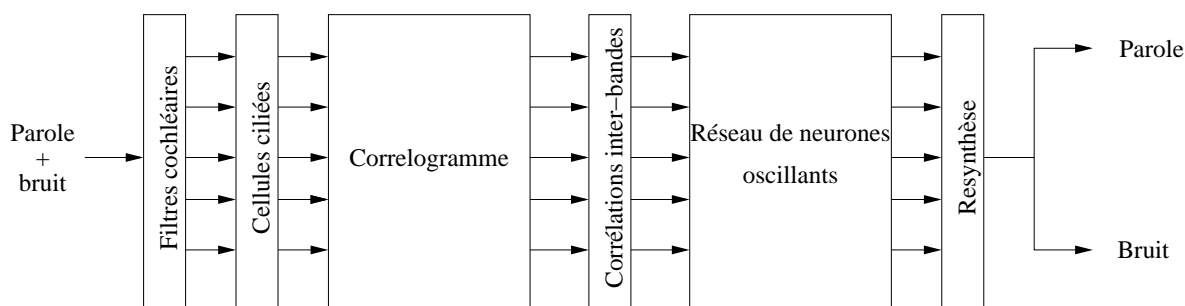 Parole
+
bruit
Filtres cochléaires
Cellules ciliées
Correlogramme
Corrélations inter−bandes
Réseau de neurones
oscillants
Resynthèse
Parole
Bruit